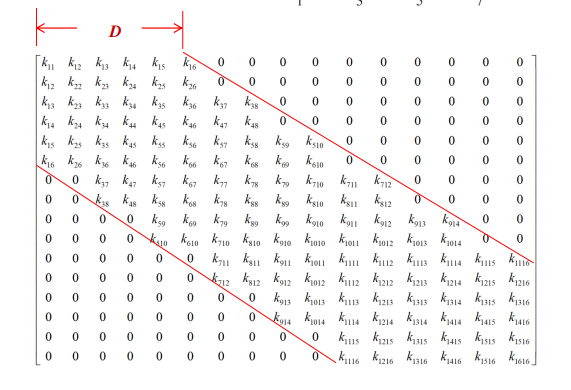 1 3 5 7
D
k11 k12 k13 k14 k15 k16 0 0 0 0 0 0 0 0 0 0
k12 k22 k23 k24 k25 k26 0 0 0 0 0 0 0 0 0 0
k13 k23 k33 k34 k35 k36 k37 k38 0 0 0 0 0 0 0 0
k14 k24 k34 k44 k45 k46 k47 k48 0 0 0 0 0 0 0 0
k15 k25 k35 k45 k55 k56 k57 k58 k59 k510 0 0 0 0 0 0
k16 k26 k36 k46 k56 k66 k67 k68 k69 k610 0 0 0 0 0 0
0 0 k37 k47 k57 k67 k77 k78 k79 k710 k711 k712 0 0 0 0
0 0 k38 k48 k58 k68 k78 k88 k89 k810 k811 k812 0 0 0 0
0 0 0 0 k59 k69 k79 k89 k99 k910 k911 k912 k913 k914 0 0
0 0 0 0 k510 k610 k710 k810 k910 k1010 k1011 k1012 k1013 k1014 0 0
0 0 0 0 0 0 k711 k811 k911 k1011 k1111 k1112 k1113 k1114 k1115 k1116
0 0 0 0 0 0 k712 k812 k912 k1012 k1112 k1212 k1213 k1214 k1215 k1216
0 0 0 0 0 0 0 0 k913 k1013 k1113 k1213 k1313 k1314 k1315 k1316
0 0 0 0 0 0 0 0 k914 k1014 k1114 k1214 k1314 k1414 k1415 k1416
0 0 0 0 0 0 0 0 0 0 k1115 k1215 k1315 k1415 k1515 k1516
0 0 0 0 0 0 0 0 0 0 k1116 k1216 k1316 k1416 k1516 k1616